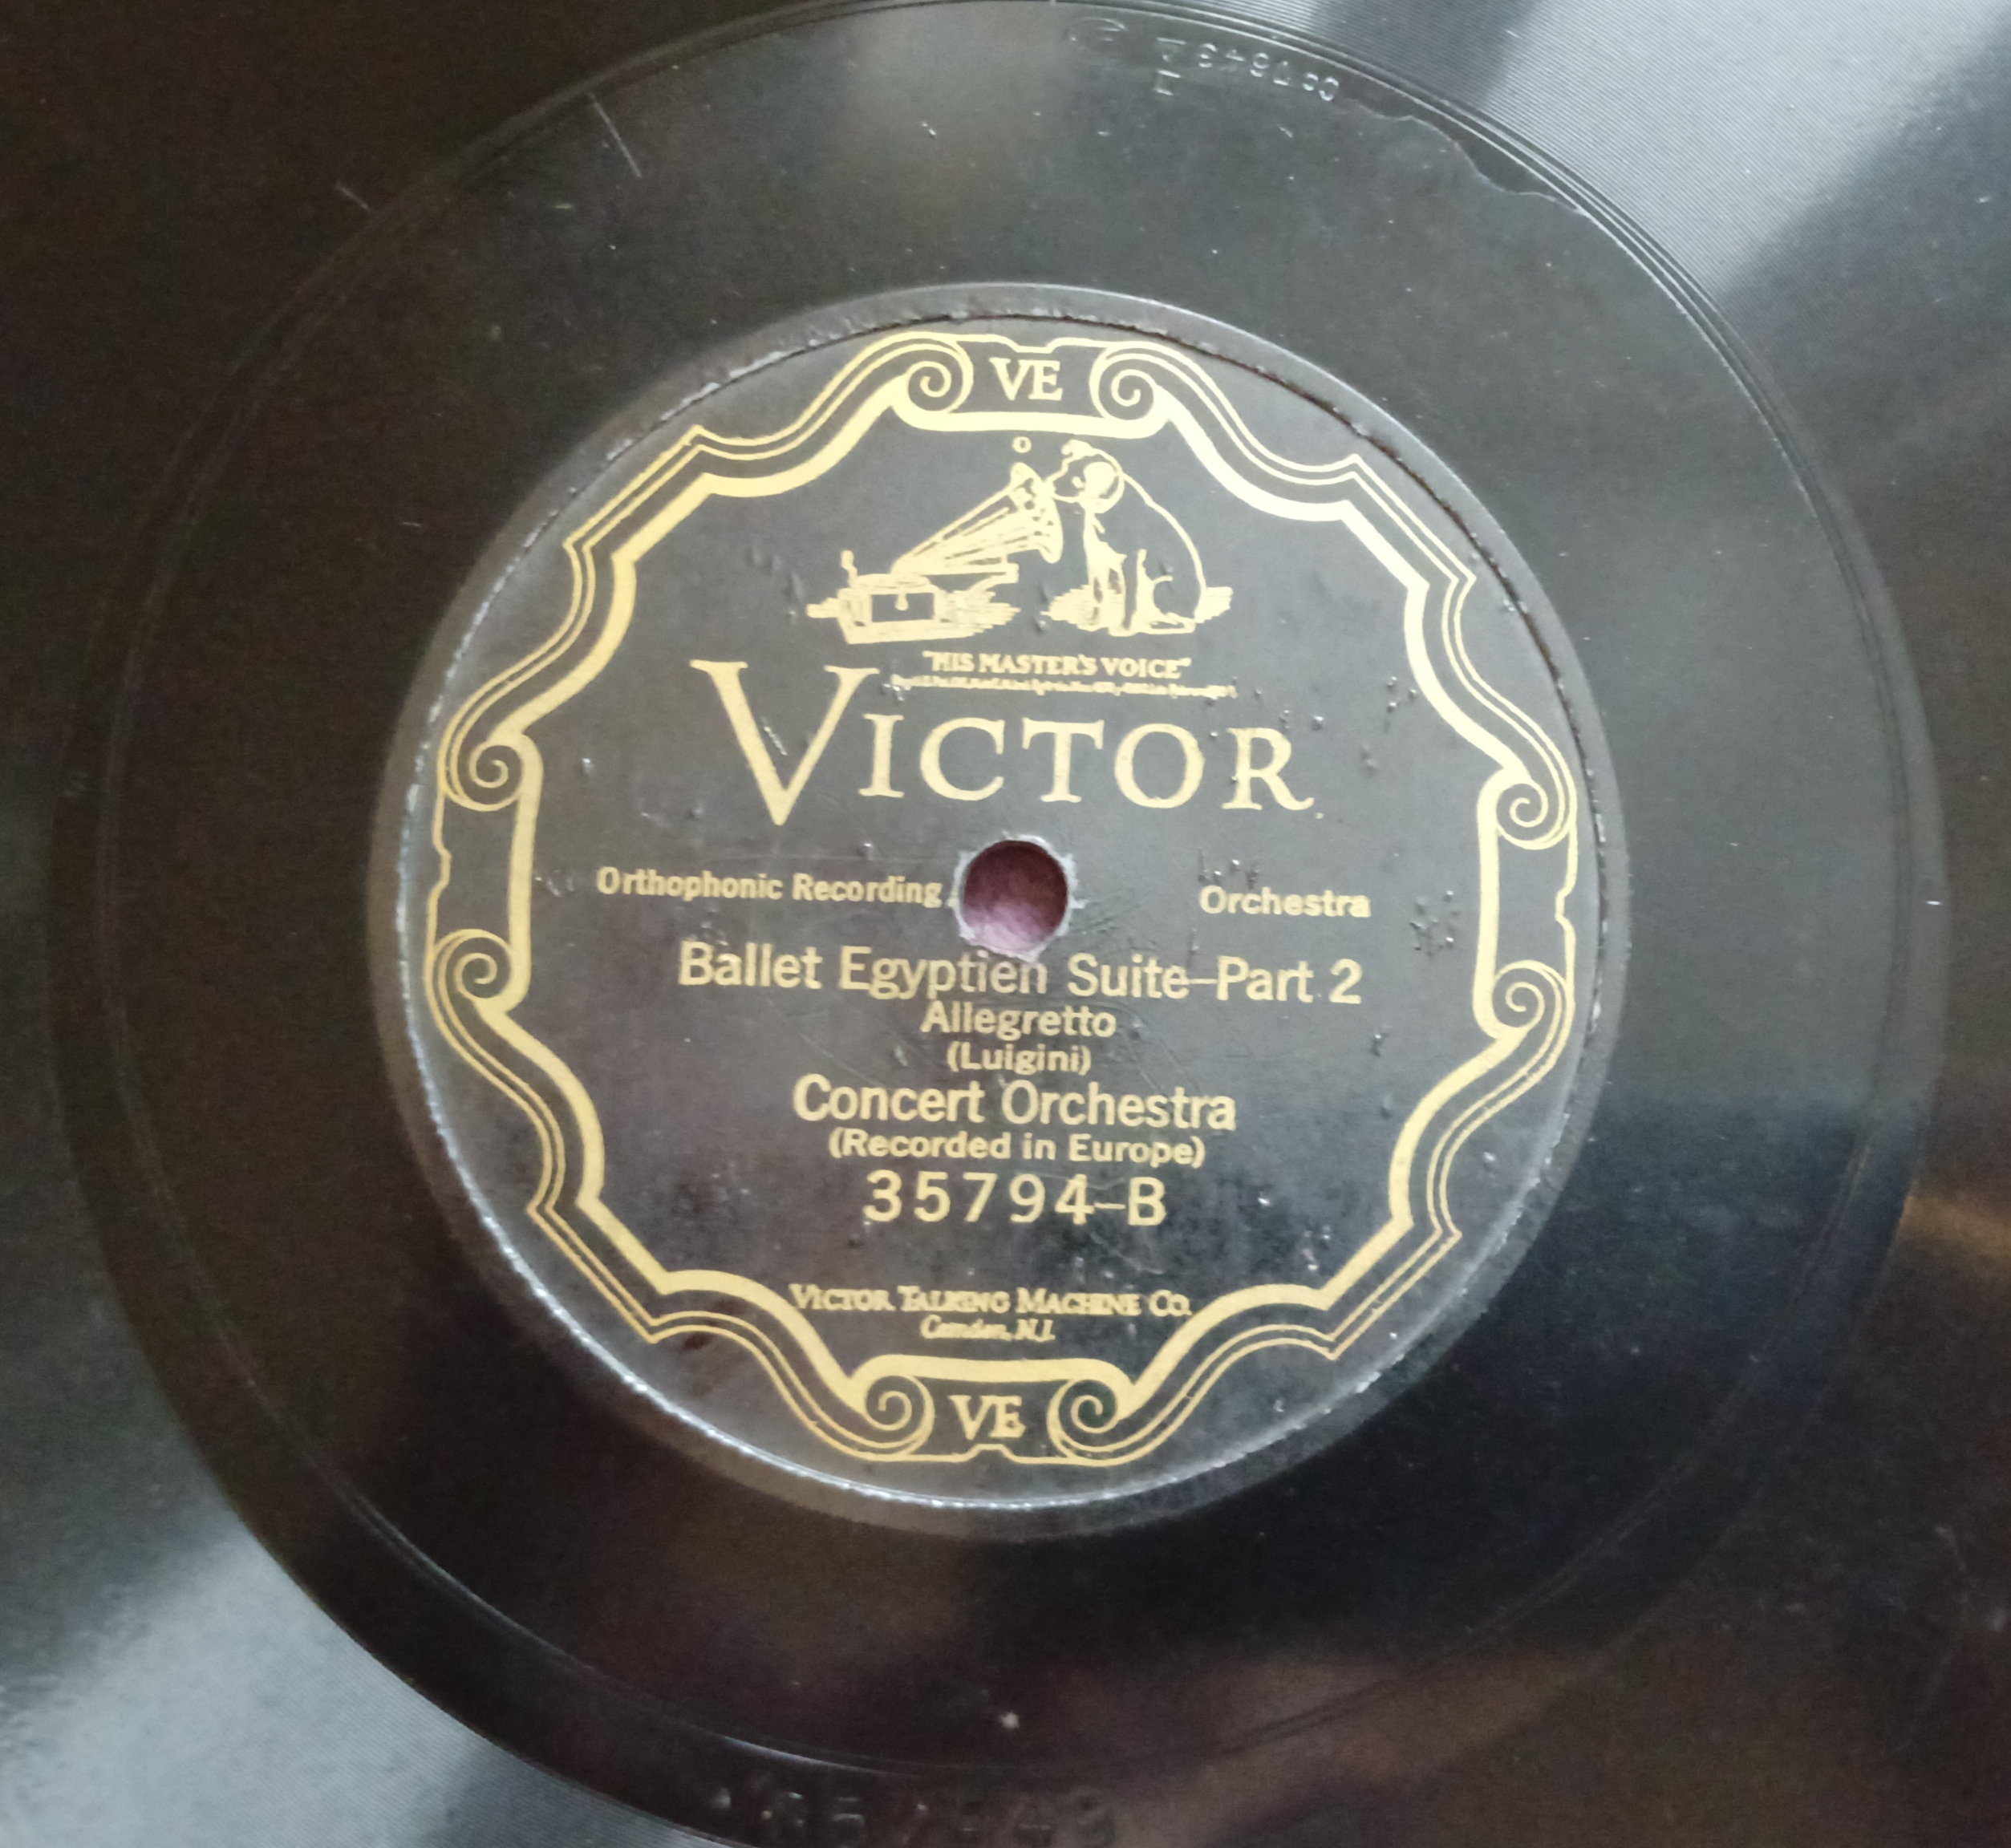 VE
"HIS MASTER'S VOICE"
VICTOR
Orthophonic Recording Orchestra
Ballet Egyptien Suite–Part 2
Allegretto
(Luigini)
Concert Orchestra
(Recorded in Europe)
35794–B
VICTOR TALKING MACHINE CO.
Camden, N.J.
VE